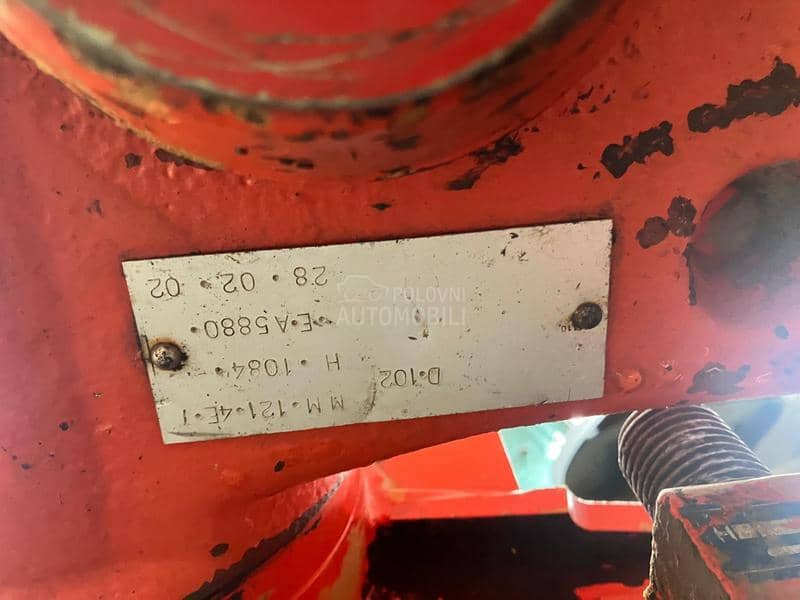 MM·121·4E·1
D·102
H·1084·
E·A5880·
28·02·02
POLOVNI
AUTOMOBILI